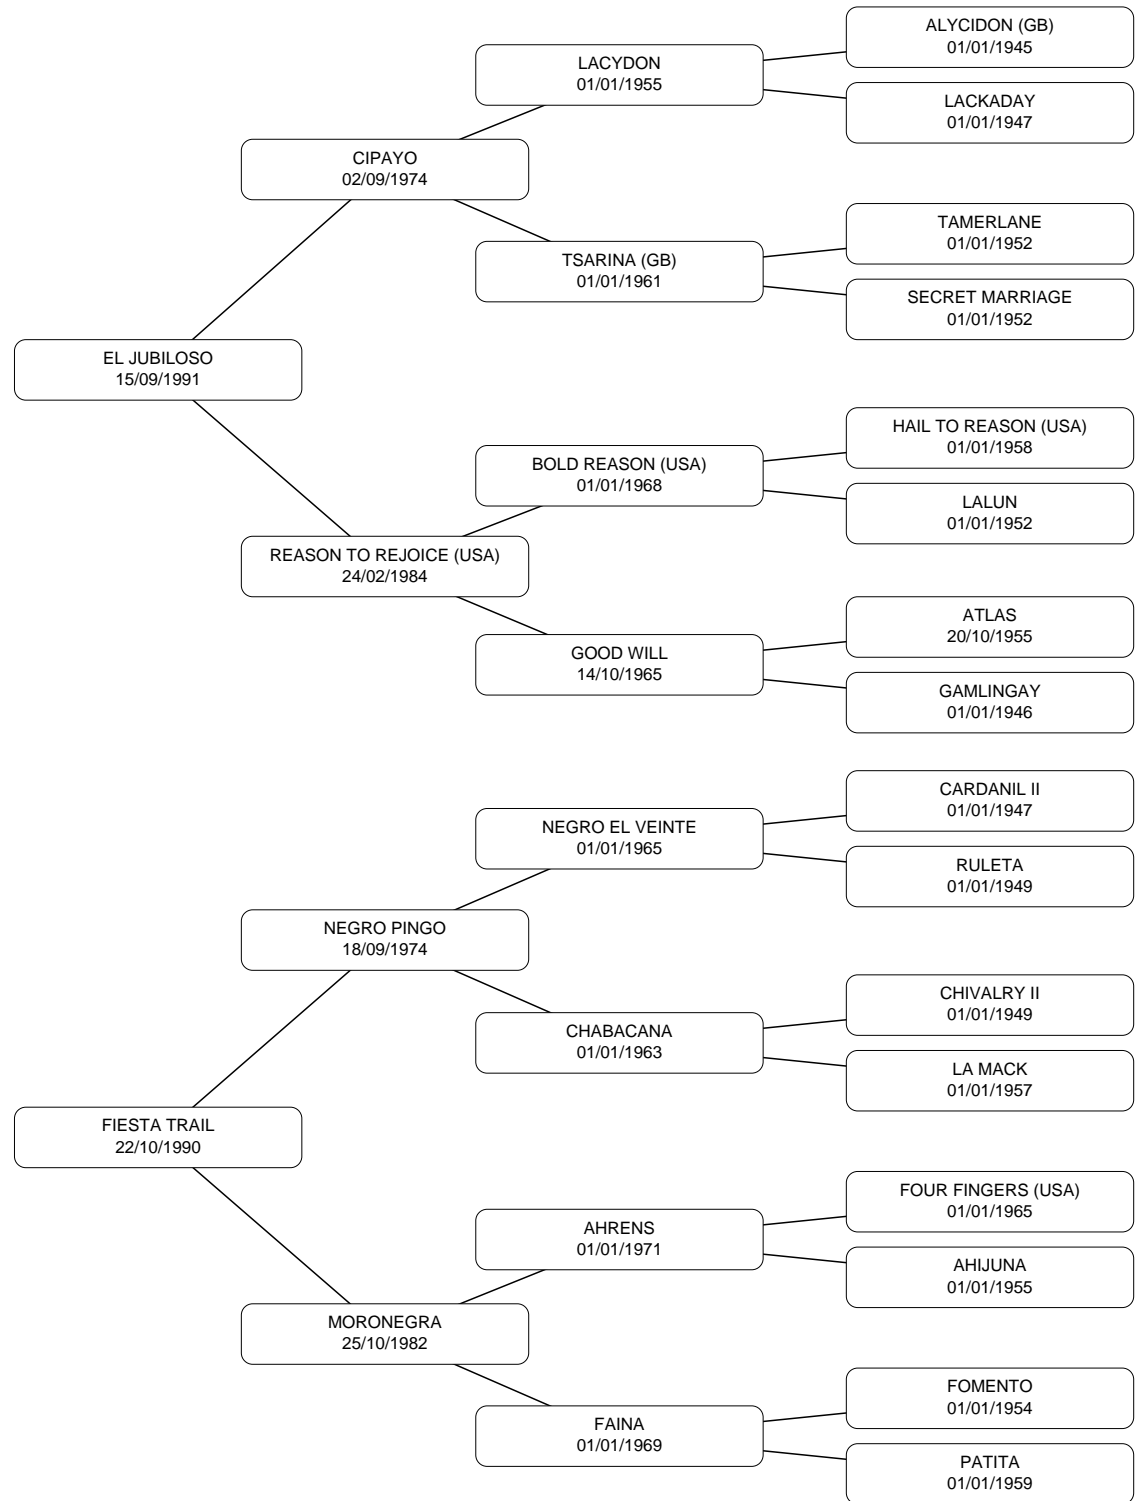 ALYCIDON (GB)
01/01/1945
LACYDON
01/01/1955
LACKADAY
01/01/1947
CIPAYO
02/09/1974
TAMERLANE
01/01/1952
TSARINA (GB)
01/01/1961
SECRET MARRIAGE
01/01/1952
EL JUBILOSO
15/09/1991
HAIL TO REASON (USA)
01/01/1958
BOLD REASON (USA)
01/01/1968
LALUN
01/01/1952
REASON TO REJOICE (USA)
24/02/1984
ATLAS
20/10/1955
GOOD WILL
14/10/1965
GAMLINGAY
01/01/1946
CARDANIL II
01/01/1947
NEGRO EL VEINTE
01/01/1965
RULETA
01/01/1949
NEGRO PINGO
18/09/1974
CHIVALRY II
01/01/1949
CHABACANA
01/01/1963
LA MACK
01/01/1957
FIESTA TRAIL
22/10/1990
FOUR FINGERS (USA)
01/01/1965
AHRENS
01/01/1971
AHIJUNA
01/01/1955
MORONEGRA
25/10/1982
FOMENTO
01/01/1954
FAINA
01/01/1969
PATITA
01/01/1959